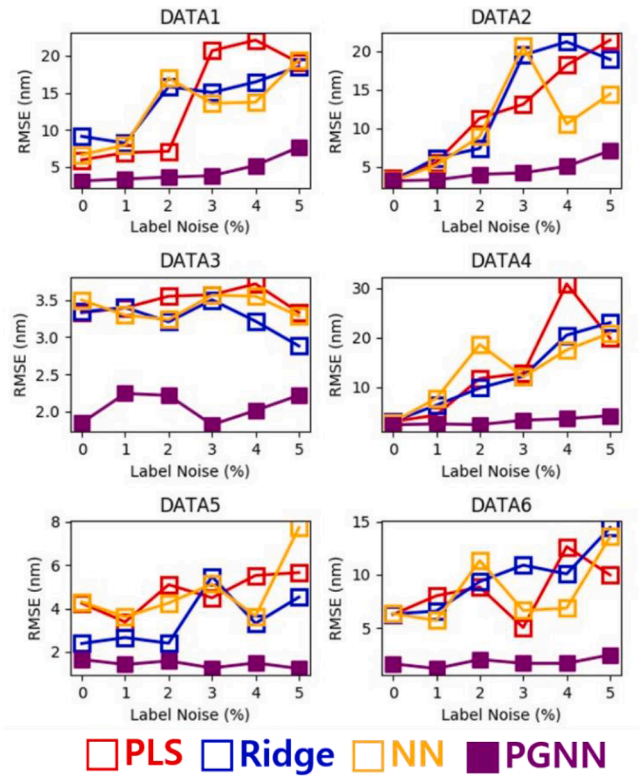 DATA1
RMSE (nm)
20
15
10
5
0 1 2 3 4 5
Label Noise (%)
DATA2
RMSE (nm)
20
15
10
5
0 1 2 3 4 5
Label Noise (%)
DATA3
RMSE (nm)
3.5
3.0
2.5
2.0
0 1 2 3 4 5
Label Noise (%)
DATA4
RMSE (nm)
30
20
10
0 1 2 3 4 5
Label Noise (%)
DATA5
RMSE (nm)
8
6
4
2
0 1 2 3 4 5
Label Noise (%)
DATA6
RMSE (nm)
15
10
5
0 1 2 3 4 5
Label Noise (%)
PLS Ridge NN PGNN